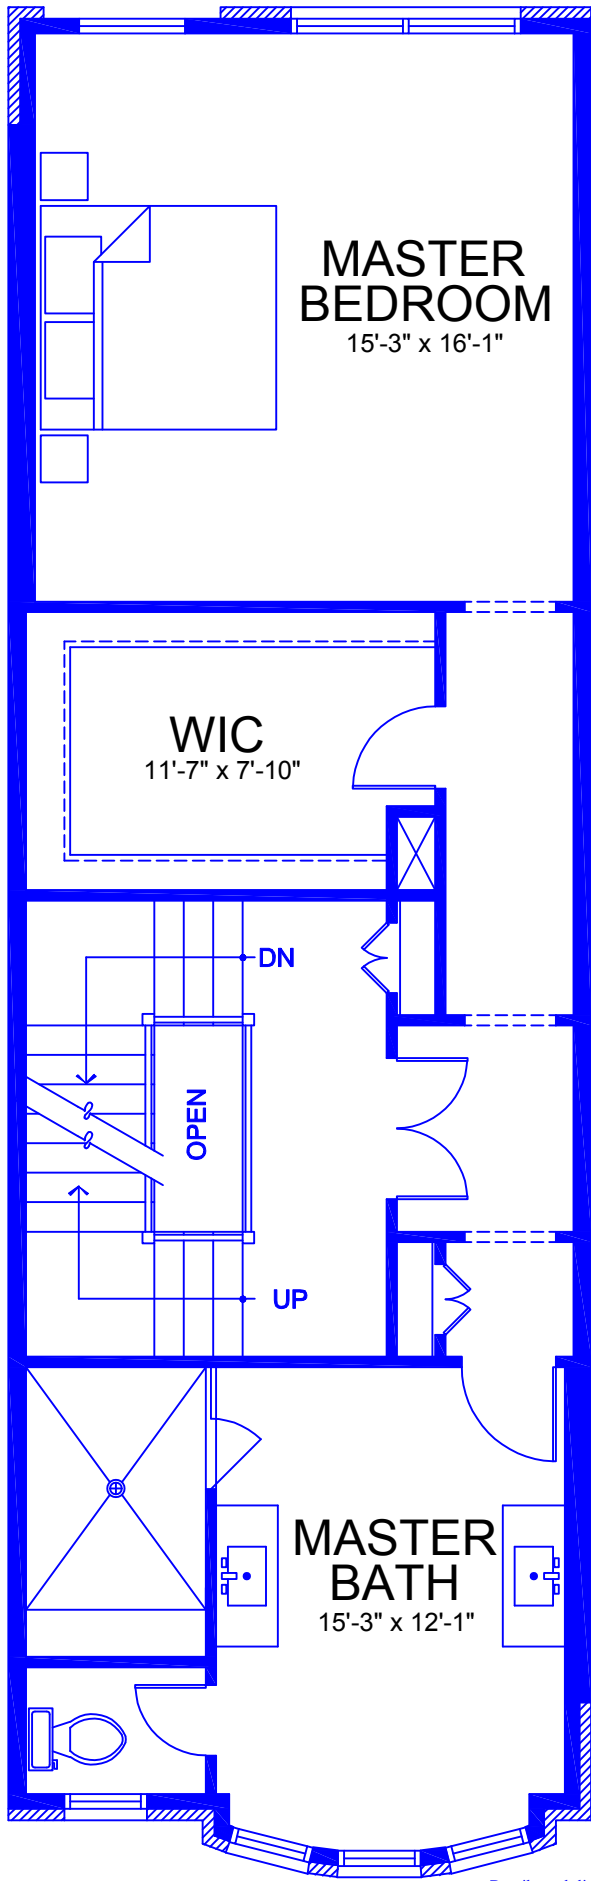 MASTER
BEDROOM
15'-3" x 16'-1"
WIC
11'-7" x 7'-10"
DN
OPEN
UP
MASTER
BATH
15'-3" x 12'-1"